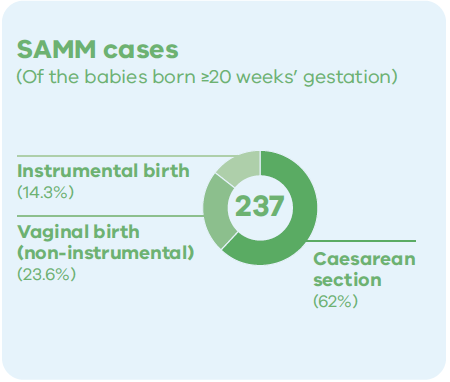 SAMM cases
(Of the babies born ≥20 weeks’ gestation)
Instrumental birth
(14.3%)
237
Vaginal birth
(non-instrumental)
(23.6%)
Caesarean
section
(62%)